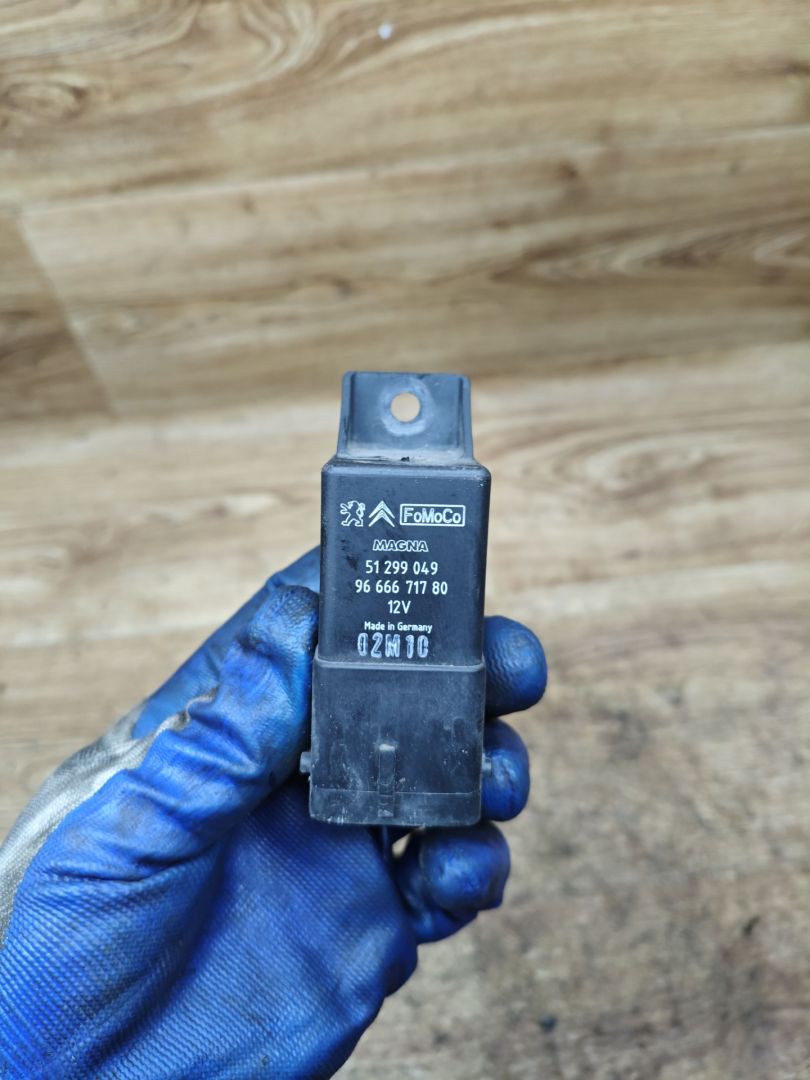 FoMoCo
MAGNA
51 299 049
96 666 717 80
12V
Made in Germany
02M10